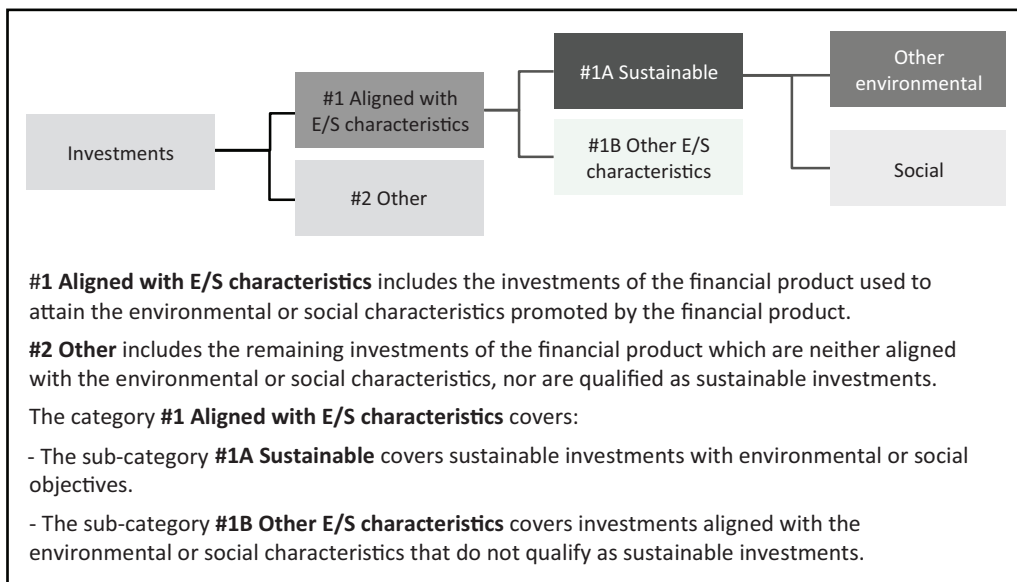 Investments
#1 Aligned with
E/S characteristics
#2 Other
#1A Sustainable
#1B Other E/S
characteristics
Other
environmental
Social
#1 Aligned with E/S characteristics includes the investments of the financial product used to
attain the environmental or social characteristics promoted by the financial product.
#2 Other includes the remaining investments of the financial product which are neither aligned
with the environmental or social characteristics, nor are qualified as sustainable investments.
The category #1 Aligned with E/S characteristics covers:
- The sub-category #1A Sustainable covers sustainable investments with environmental or social
objectives.
- The sub-category #1B Other E/S characteristics covers investments aligned with the
environmental or social characteristics that do not qualify as sustainable investments.